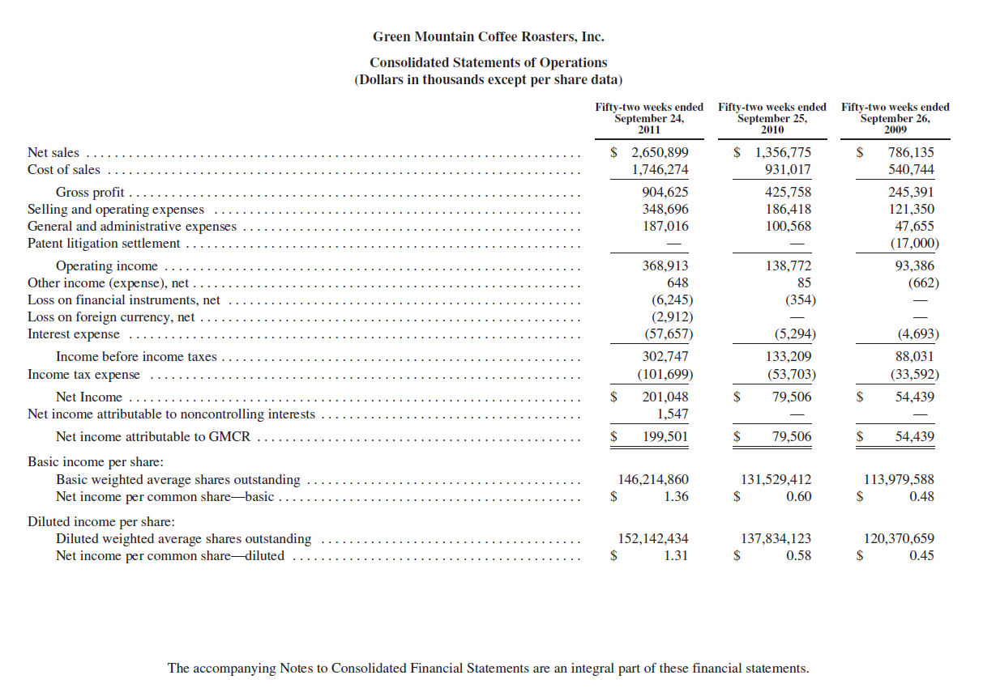 Green Mountain Coffee Roasters, Inc.
Consolidated Statements of Operations
(Dollars in thousands except per share data)
Fifty-two weeks ended Fifty-two weeks ended Fifty-two weeks ended
September 24, September 25, September 26,
2011 2010 2009
Net sales $ 2,650,899 $ 1,356,775 $ 786,135
Cost of sales 1,746,274 931,017 540,744
Gross profit 904,625 425,758 245,391
Selling and operating expenses 348,696 186,418 121,350
General and administrative expenses 187,016 100,568 47,655
Patent litigation settlement — — (17,000)
Operating income 368,913 138,772 93,386
Other income (expense), net 648 85 (662)
Loss on financial instruments, net (6,245) (354) —
Loss on foreign currency, net (2,912) — —
Interest expense (57,657) (5,294) (4,693)
Income before income taxes 302,747 133,209 88,031
Income tax expense (101,699) (53,703) (33,592)
Net Income $ 201,048 $ 79,506 $ 54,439
Net income attributable to noncontrolling interests 1,547 — —
Net income attributable to GMCR $ 199,501 $ 79,506 $ 54,439
Basic income per share:
Basic weighted average shares outstanding 146,214,860 131,529,412 113,979,588
Net income per common share—basic $ 1.36 $ 0.60 $ 0.48
Diluted income per share:
Diluted weighted average shares outstanding 152,142,434 137,834,123 120,370,659
Net income per common share—diluted $ 1.31 $ 0.58 $ 0.45
The accompanying Notes to Consolidated Financial Statements are an integral part of these financial statements.